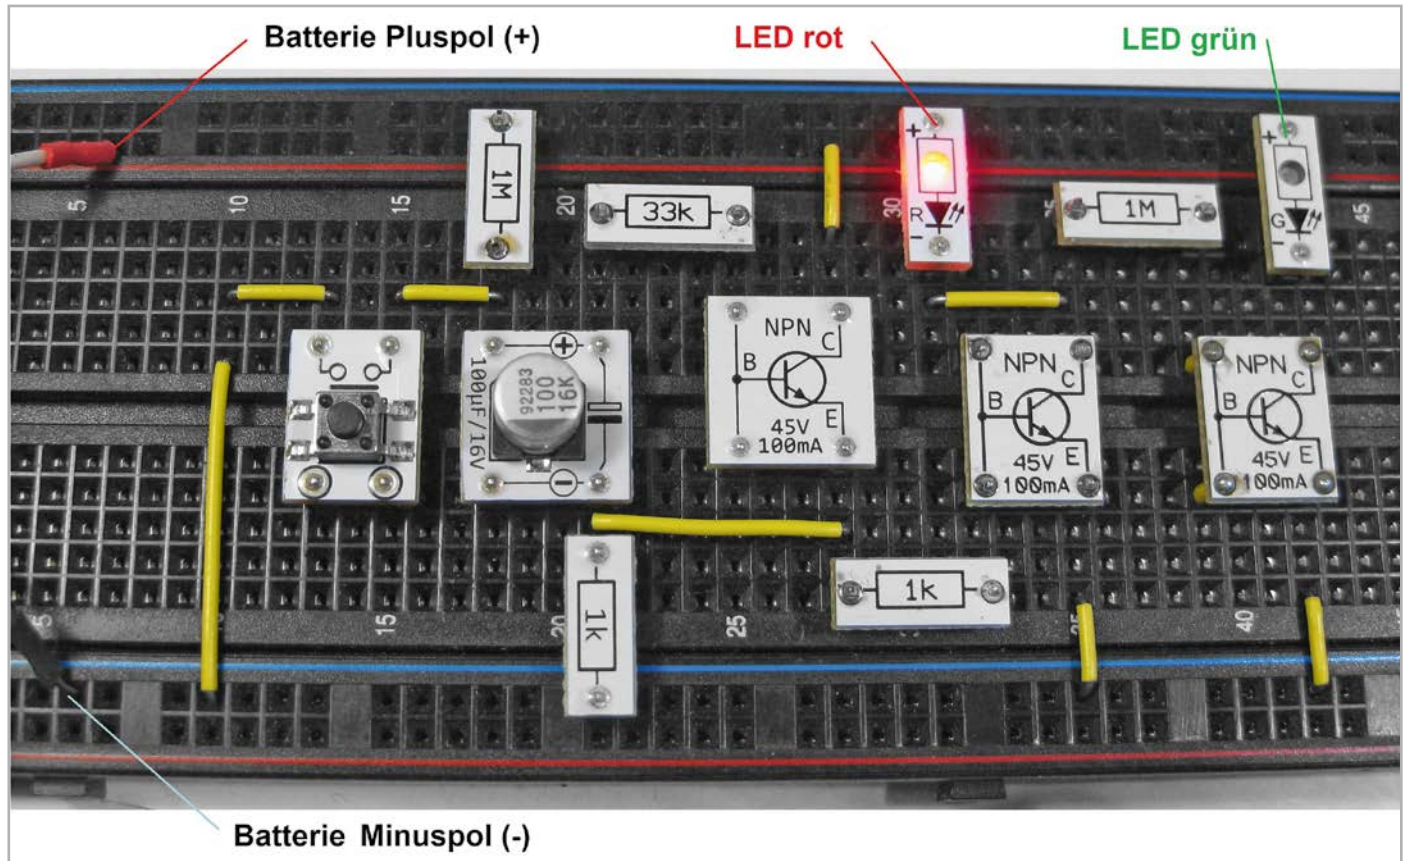 Batterie Pluspol (+)
LED rot
LED grün
+
+
1M
33k
1M
5
10
15
20
30
45
R
-
G
-
NPN
B
C
E
45V
100mA
NPN
B
C
E
45V
100mA
NPN
B
C
E
45V
100mA
+
100µF/16V
92283
100
16K
-
1k
1k
5
15
20
25
35
40
Batterie Minuspol (-)